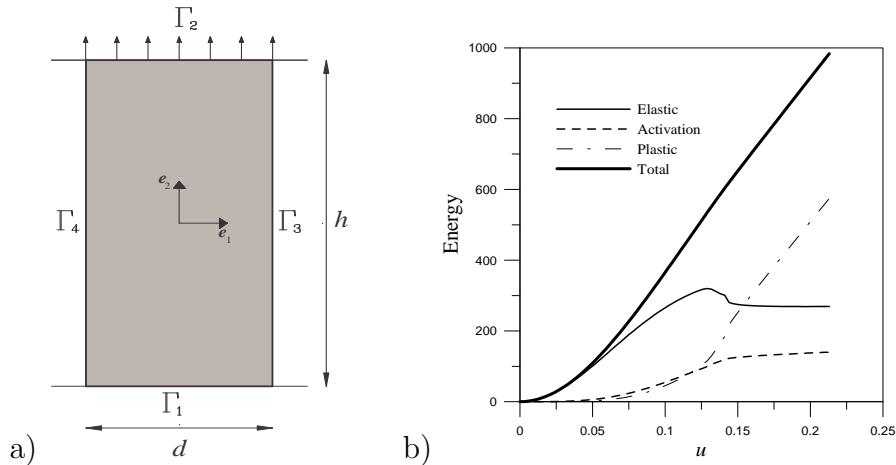 Γ₂
e₂
e₁
Γ₄
Γ₃
h
Γ₁
d
a)
1000
800
600
400
200
0
Energy
Elastic
Activation
Plastic
Total
0 0.05 0.1 0.15 0.2 0.25
u
b)